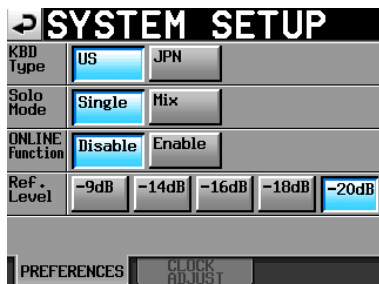 SYSTEM SETUP
KBD Type US JPN
Solo Mode Single Mix
ONLINE Function Disable Enable
Ref. Level -9dB -14dB -16dB -18dB -20dB
PREFERENCES CLOCK ADJUST